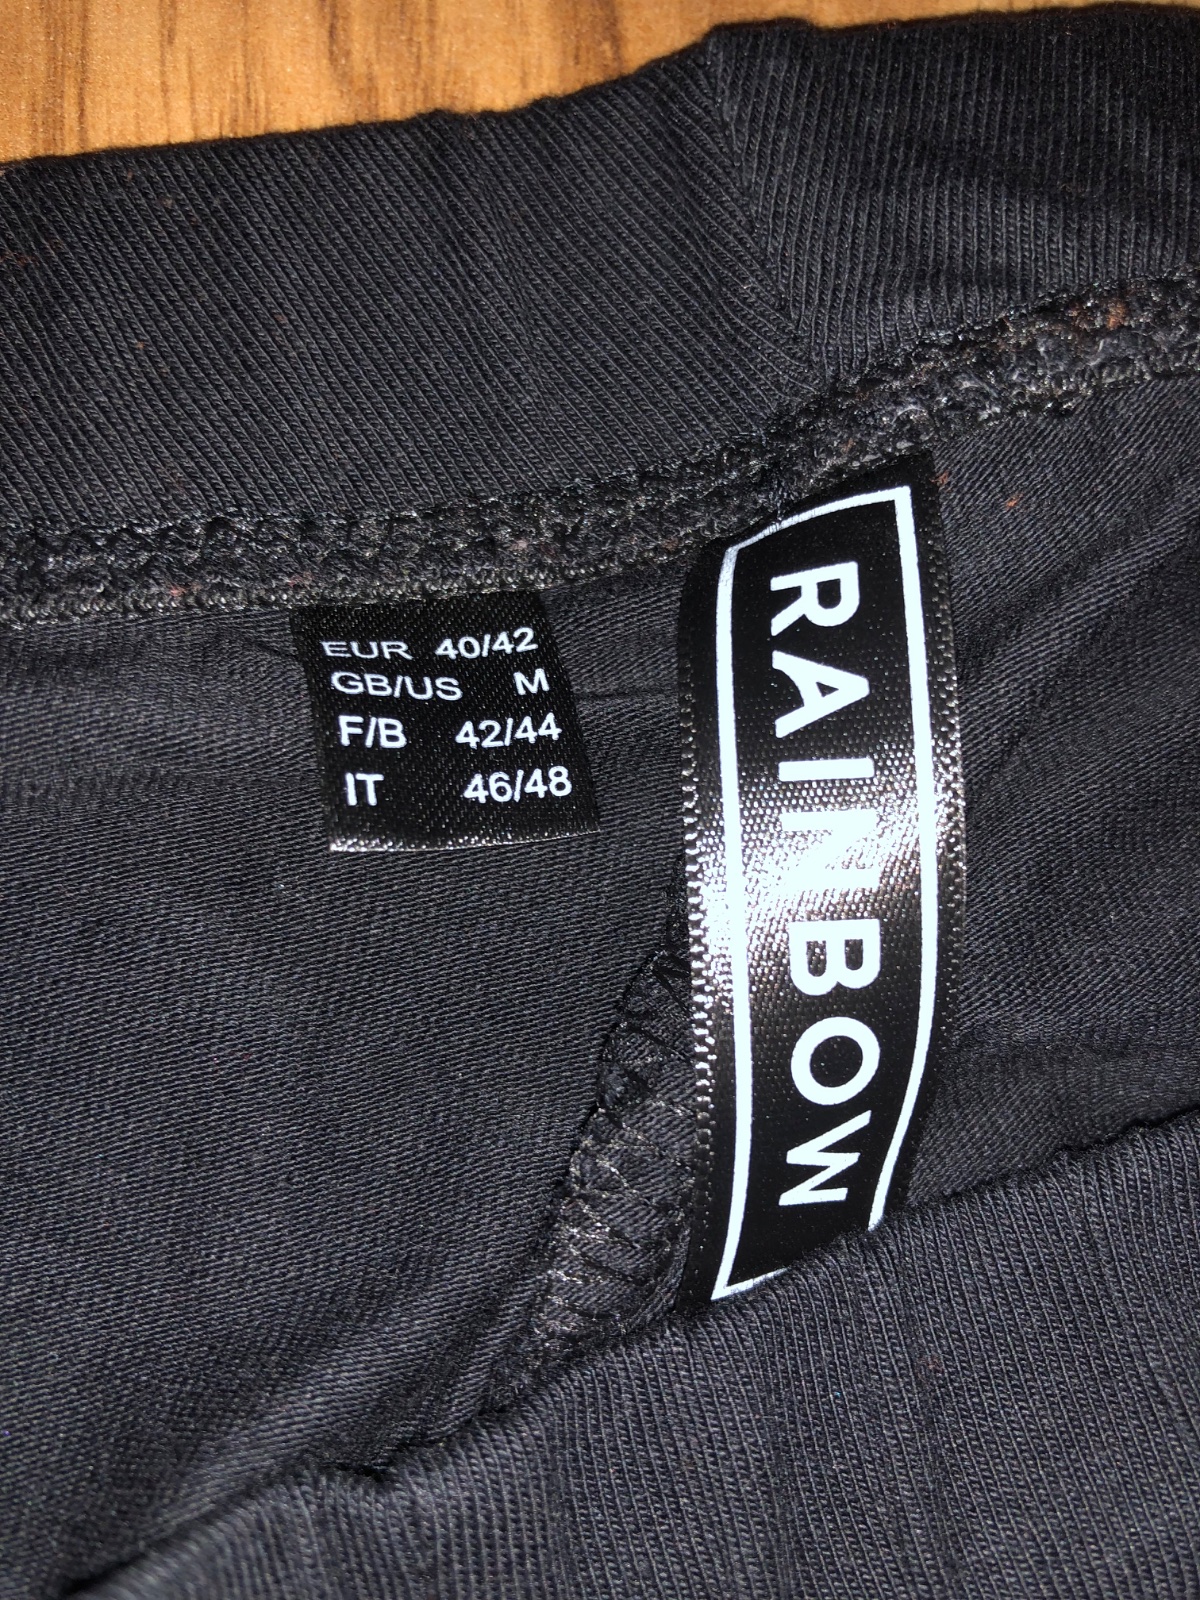 EUR 40/42
GB/US M
F/B 42/44
IT 46/48
RAINBOW